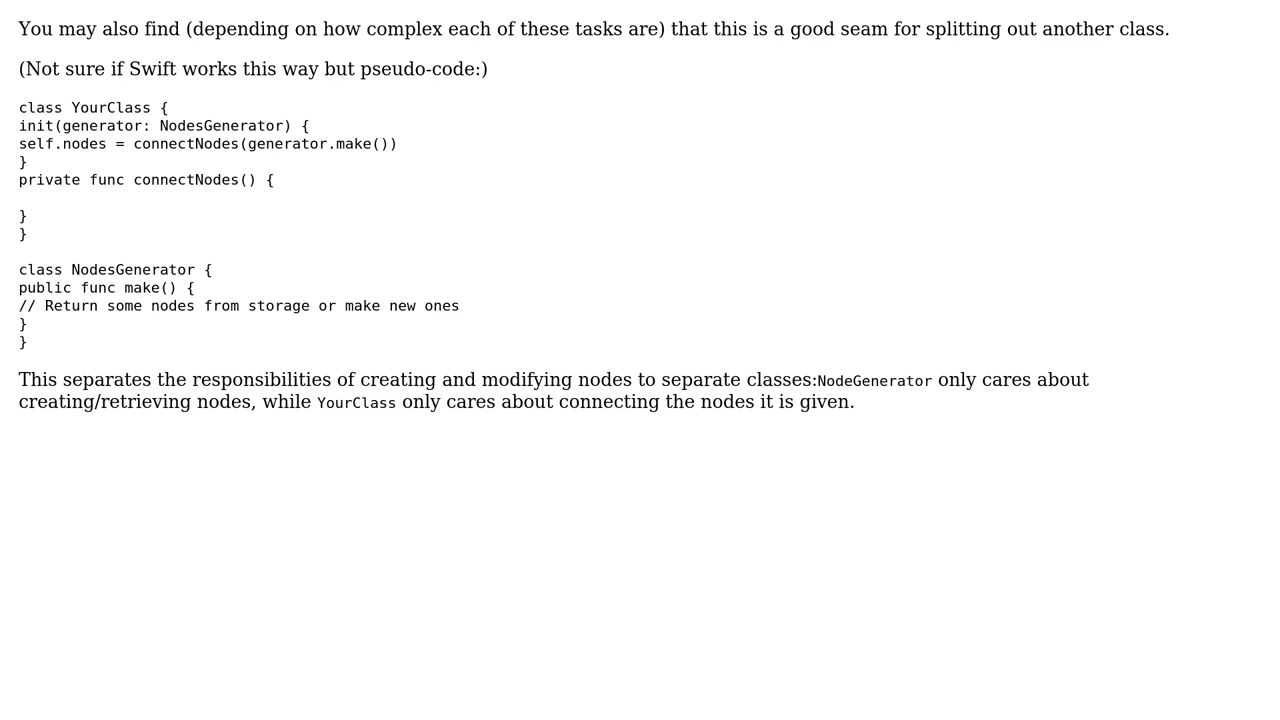 You may also find (depending on how complex each of these tasks are) that this is a good seam for splitting out another class.
(Not sure if Swift works this way but pseudo-code:)
class YourClass {
init(generator: NodesGenerator) {
self.nodes = connectNodes(generator.make())
}
private func connectNodes() {
}
}
class NodesGenerator {
public func make() {
// Return some nodes from storage or make new ones
}
}
This separates the responsibilities of creating and modifying nodes to separate classes:NodeGenerator only cares about
creating/retrieving nodes, while YourClass only cares about connecting the nodes it is given.